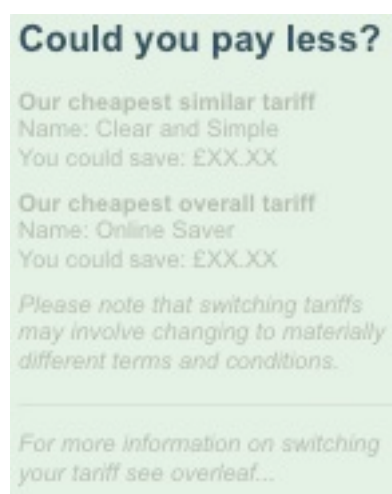 Could you pay less?
Our cheapest similar tariff
Name: Clear and Simple
You could save: £XX.XX
Our cheapest overall tariff
Name: Online Saver
You could save: £XX.XX
Please note that switching tariffs
may involve changing to materially
different terms and conditions.
For more information on switching
your tariff see overleaf...